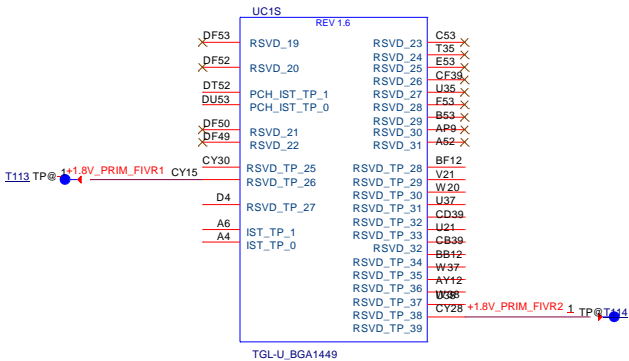 UC1S
REV 1.6
DF53 RSVD_19 RSVD_23 C53
RSVD_24 T35
DF52 RSVD_20 RSVD_25 E53
RSVD_26 CF39
DT52 PCH_IST_TP_1 RSVD_27 U35
DU53 PCH_IST_TP_0 RSVD_28 F53
RSVD_29 B53
DF50 RSVD_21 RSVD_30 AP9
DF49 RSVD_22 RSVD_31 A52
CY30 RSVD_TP_25 RSVD_TP_28 BF12
T113 TP@ 1 +1.8V_PRIM_FIVR1 CY15 RSVD_TP_26 RSVD_TP_29 V21
RSVD_TP_30 W20
D4 RSVD_TP_27 RSVD_TP_31 U37
RSVD_TP_32 CD39
A6 IST_TP_1 RSVD_TP_33 U21
A4 IST_TP_0 RSVD_32 CB39
RSVD_TP_34 BB12
RSVD_TP_35 W37
RSVD_TP_36 AY12
RSVD_TP_37
RSVD_TP_38 CY28 +1.8V_PRIM_FIVR2 1 TP@ T114
RSVD_TP_39
TGL-U_BGA1449